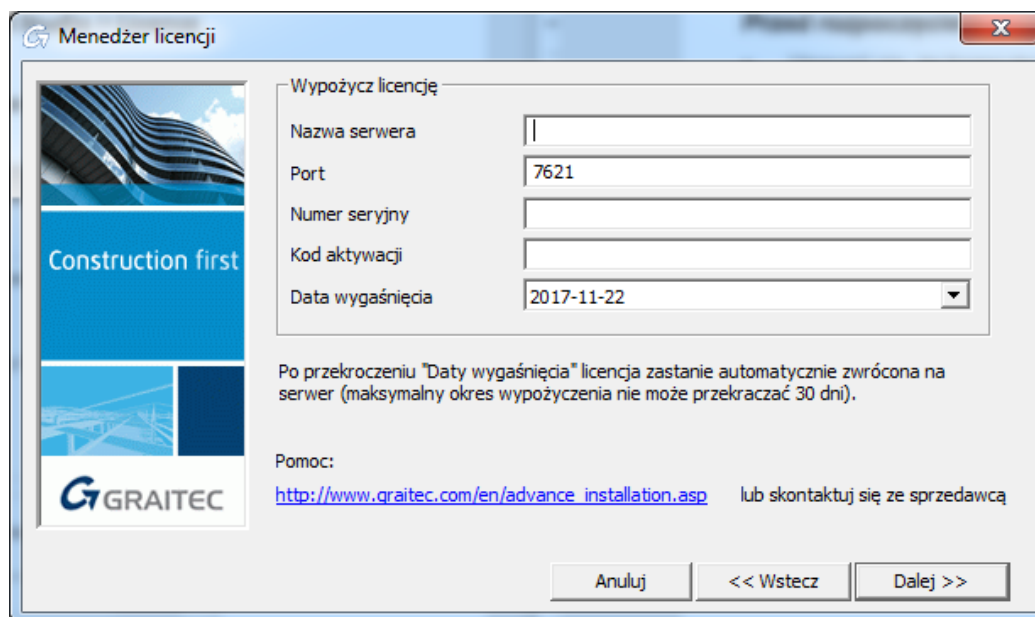 Menedżer licencji
Wypożycz licencję
Nazwa serwera
Port 7621
Numer seryjny
Kod aktywacji
Data wygaśnięcia 2017-11-22
Construction first
Po przekroczeniu "Daty wygaśnięcia" licencja zastanie automatycznie zwrócona na
serwer (maksymalny okres wypożyczenia nie może przekraczać 30 dni).
Pomoc:
http://www.graitec.com/en/advance_installation.asp lub skontaktuj się ze sprzedawcą
GRAITEC
Anuluj << Wstecz Dalej >>